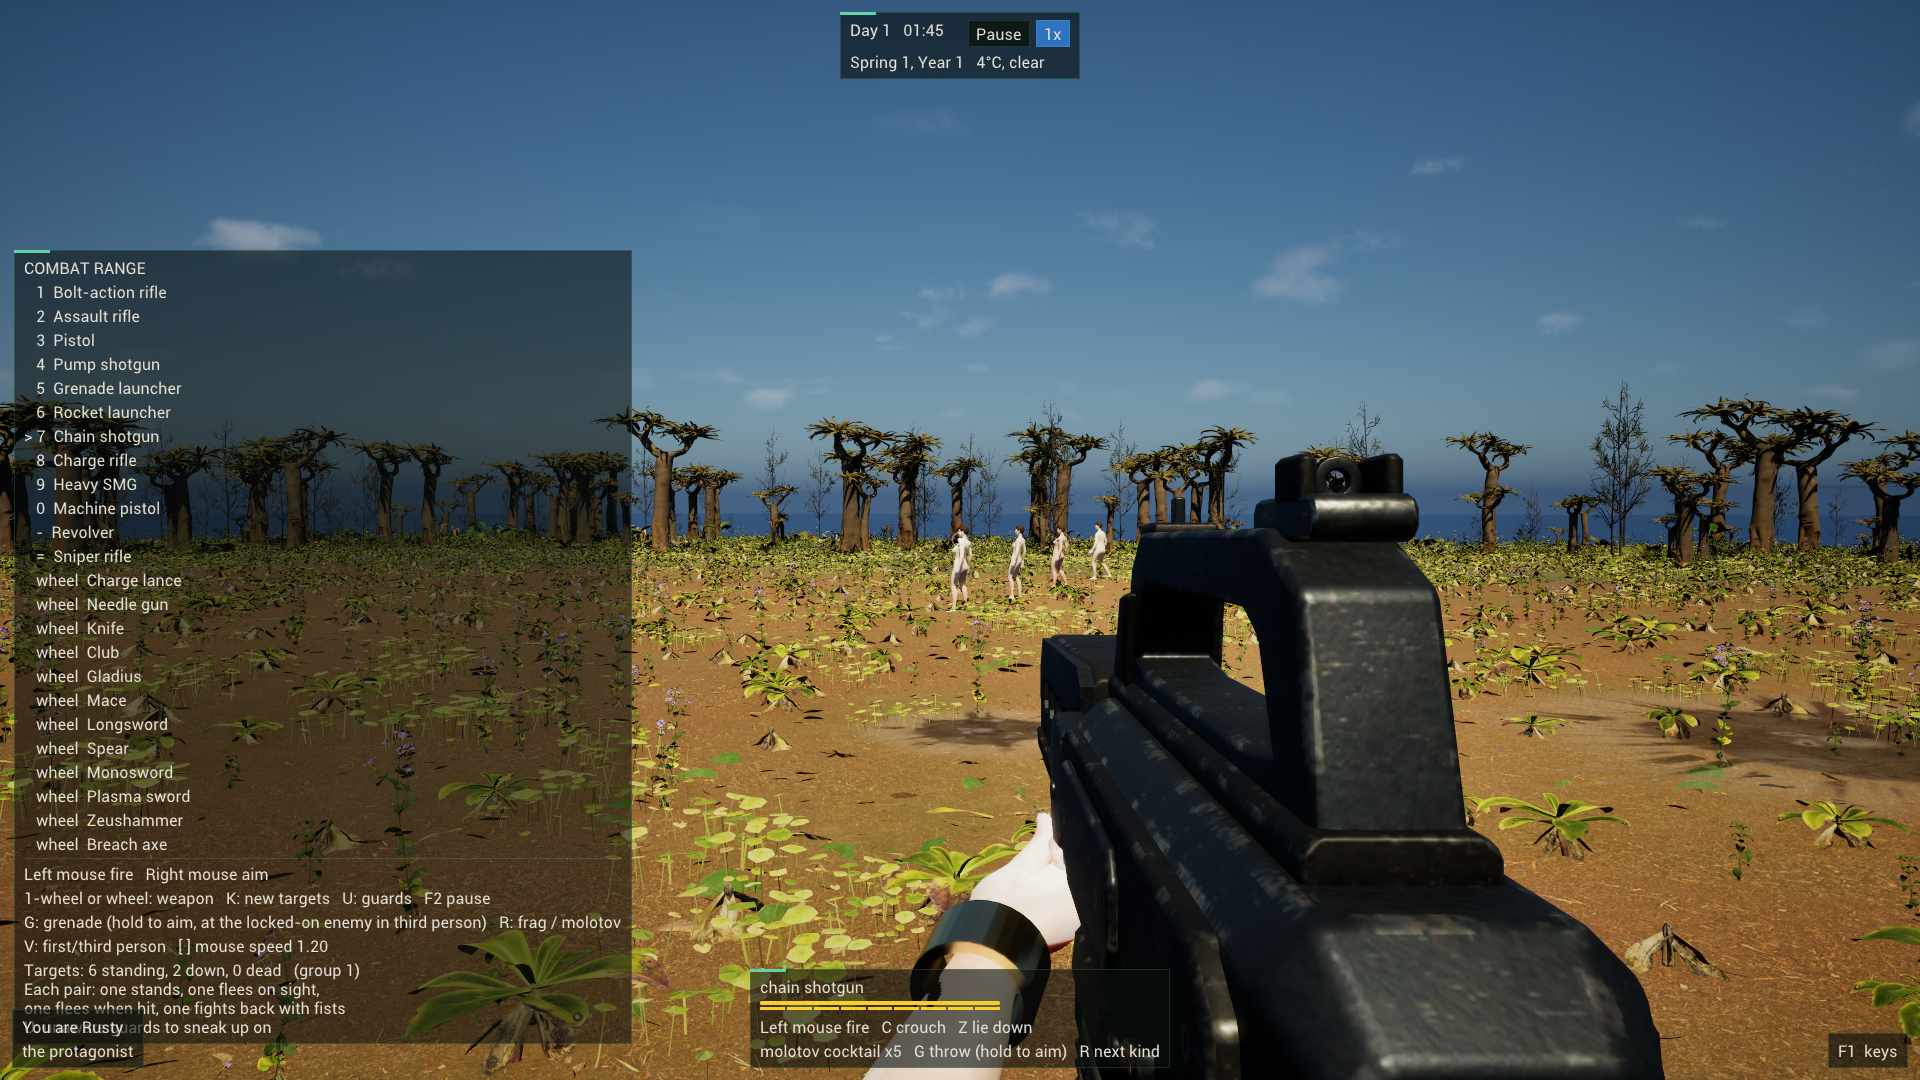 Day 1 01:45 Pause 1x
Spring 1, Year 1 4°C, clear
COMBAT RANGE
1 Bolt-action rifle
2 Assault rifle
3 Pistol
4 Pump shotgun
5 Grenade launcher
6 Rocket launcher
> 7 Chain shotgun
8 Charge rifle
9 Heavy SMG
0 Machine pistol
- Revolver
= Sniper rifle
wheel Charge lance
wheel Needle gun
wheel Knife
wheel Club
wheel Gladius
wheel Mace
wheel Longsword
wheel Spear
wheel Monosword
wheel Plasma sword
wheel Zeushammer
wheel Breach axe
Left mouse fire Right mouse aim
1-wheel or wheel: weapon K: new targets U: guards F2 pause
G: grenade (hold to aim, at the locked-on enemy in third person) R: frag / molotov
V: first/third person [ ] mouse speed 1.20
Targets: 6 standing, 2 down, 0 dead (group 1)
Each pair: one stands, one flees on sight,
one flees when hit, one fights back with fists
to sneak up on
You are Rusty
the protagonist
chain shotgun
Left mouse fire C crouch Z lie down
molotov cocktail x5 G throw (hold to aim) R next kind
F1 keys